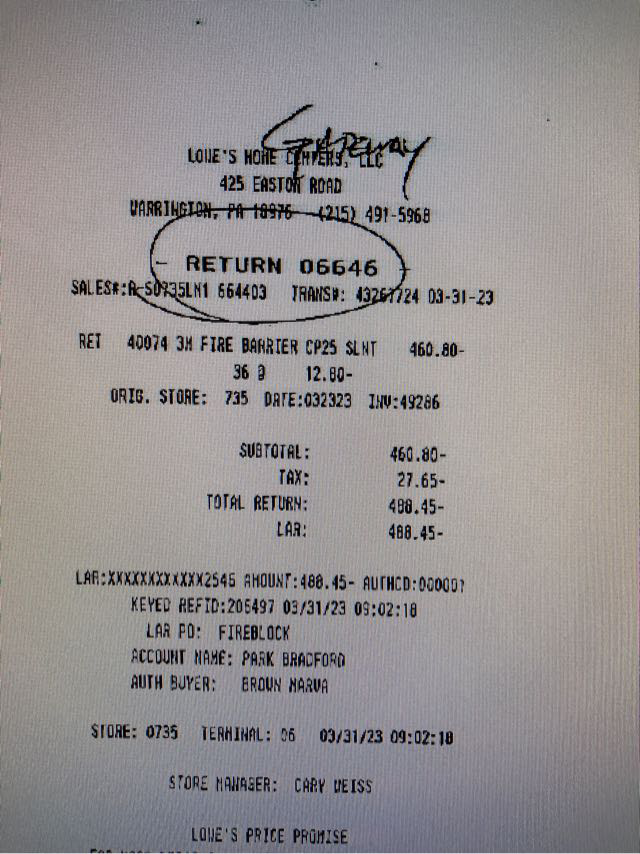 Gateway
LOWE'S HOME CENTERS, LLC
425 EASTON ROAD
WARRINGTON, PA 18976 (215) 491-5968
- RETURN 06646 -
SALES#: A-S0735LN1 664403 TRANS#: 43267724 03-31-23
RET 40074 3M FIRE BARRIER CP25 SLNT 460.80-
36 @ 12.80-
ORIG. STORE: 735 DATE:032323 INV:49286
SUBTOTAL: 460.80-
TAX: 27.65-
TOTAL RETURN: 488.45-
LAR: 488.45-
LAR:XXXXXXXXXXXX2545 AMOUNT:488.45- AUTHCD:000007
KEYED REFID:206497 03/31/23 09:02:18
LAR PO: FIREBLOCK
ACCOUNT NAME: PARK BRADFORD
AUTH BUYER: BROWN MARVA
STORE: 0735 TERMINAL: 06 03/31/23 09:02:18
STORE MANAGER: CARY WEISS
LOWE'S PRICE PROMISE